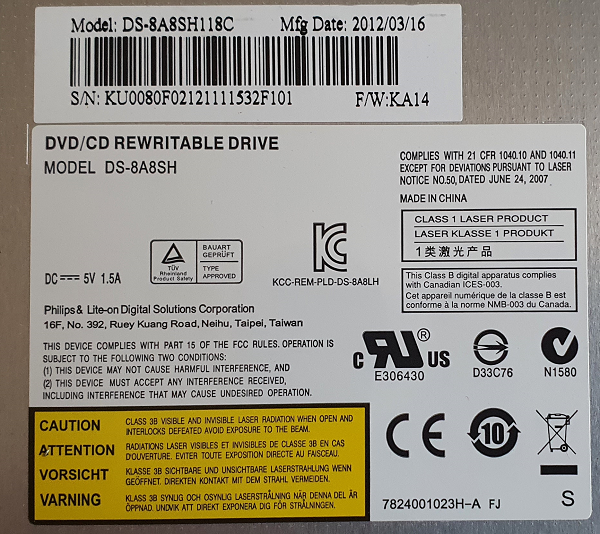 Model: DS-8A8SH118C Mfg Date: 2012/03/16
S/N: KU0080F02121111532F101 F/W:KA14
DVD/CD REWRITABLE DRIVE
MODEL DS-8A8SH
COMPLIES WITH 21 CFR 1040.10 AND 1040.11
EXCEPT FOR DEVIATIONS PURSUANT TO LASER
NOTICE NO.50, DATED JUNE 24, 2007
MADE IN CHINA
CLASS 1 LASER PRODUCT
LASER KLASSE 1 PRODUKT
1类激光产品
TÜV
Rheinland
Product Safety
BAUART
GEPRÜFT
TYPE
APPROVED
KCC-REM-PLD-DS-8A8LH
DC 5V 1.5A
This Class B digital apparatus complies
with Canadian ICES-003.
Cet appareil numérique de la classe B est
conforme à la norme NMB-003 du Canada.
Philips& Lite-on Digital Solutions Corporation
16F, No. 392, Ruey Kuang Road, Neihu, Taipei, Taiwan
THIS DEVICE COMPLIES WITH PART 15 OF THE FCC RULES. OPERATION IS
SUBJECT TO THE FOLLOWING TWO CONDITIONS:
(1) THIS DEVICE MAY NOT CAUSE HARMFUL INTERFERENCE, AND
(2) THIS DEVICE MUST ACCEPT ANY INTERFERENCE RECEIVED,
INCLUDING INTERFERENCE THAT MAY CAUSE UNDESIRED OPERATION.
c RU ® US
E306430
D33C76
N1580
CAUTION CLASS 3B VISIBLE AND INVISIBLE LASER RADIATION WHEN OPEN AND
INTERLOCKS DEFEATED AVOID EXPOSURE TO THE BEAM.
ATTENTION RADIATIONS LASER VISIBLES ET INVISIBLES DE CLASSE 3B EN CAS
D'OUVERTURE. EVITER TOUTE EXPOSITION DIRECTE AU FAISCEAU.
VORSICHT KLASSE 3B SICHTBARE UND UNSICHTBARE LASERSTRAHLUNG WENN
GEÖFFNET. DIREKTEN KONTAKT MIT DEM STRAHL VERMEIDEN.
VARNING KLASS 3B SYNLIG OCH OSYNLIG LASERSTRÅLNING NÄR DENNA DEL ÄR
ÖPPNAD. UNDVIK ATT DIREKT EXPONERA DIG FÖR STRÅLNING.
CE 10
7824001023H-A FJ S